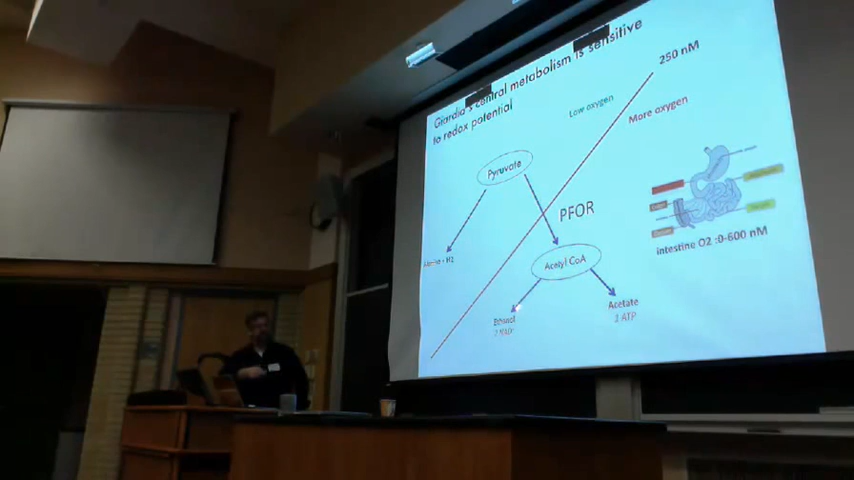 Giardia's central metabolism is sensitive
to redox potential
250 nM
Low oxygen
More oxygen
Pyruvate
PFOR
Acetyl CoA
intestine O2 :0-600 nM
Ethanol
Acetate
2 ATP